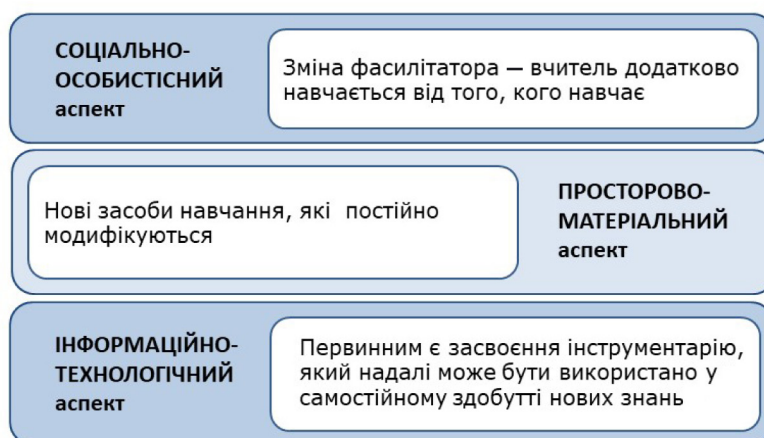 СОЦІАЛЬНО-
ОСОБИСТІСНИЙ
аспект
Зміна фасилітатора — вчитель додатково
навчається від того, кого навчає
Нові засоби навчання, які постійно
модифікуються
ПРОСТОРОВО-
МАТЕРІАЛЬНИЙ
аспект
ІНФОРМАЦІЙНО-
ТЕХНОЛОГІЧНИЙ
аспект
Первинним є засвоєння інструментарію,
який надалі може бути використано у
самостійному здобутті нових знань